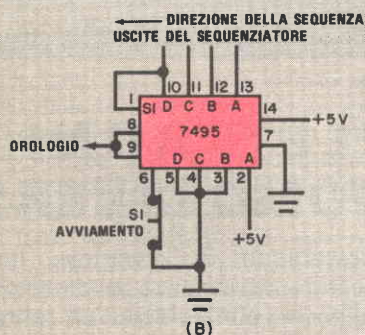 DIREZIONE DELLA SEQUENZA
USCITE DEL SEQUENZIATORE
10 11 12 13
1 SI D C B A 14
+5V
8 7495 7
OROLOGIO 9
D C B A
6 5 4 3 2
SI
AVVIAMENTO
+5V
(B)